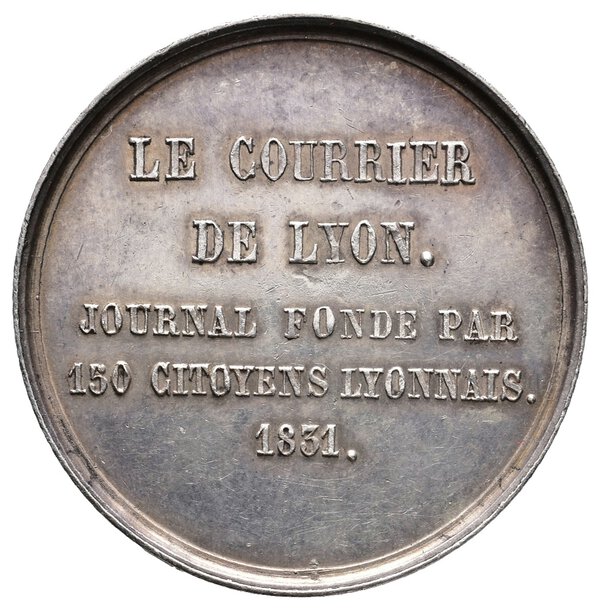 LE COURRIER
DE LYON.
JOURNAL FONDE PAR
150 CITOYENS LYONNAIS.
1831.